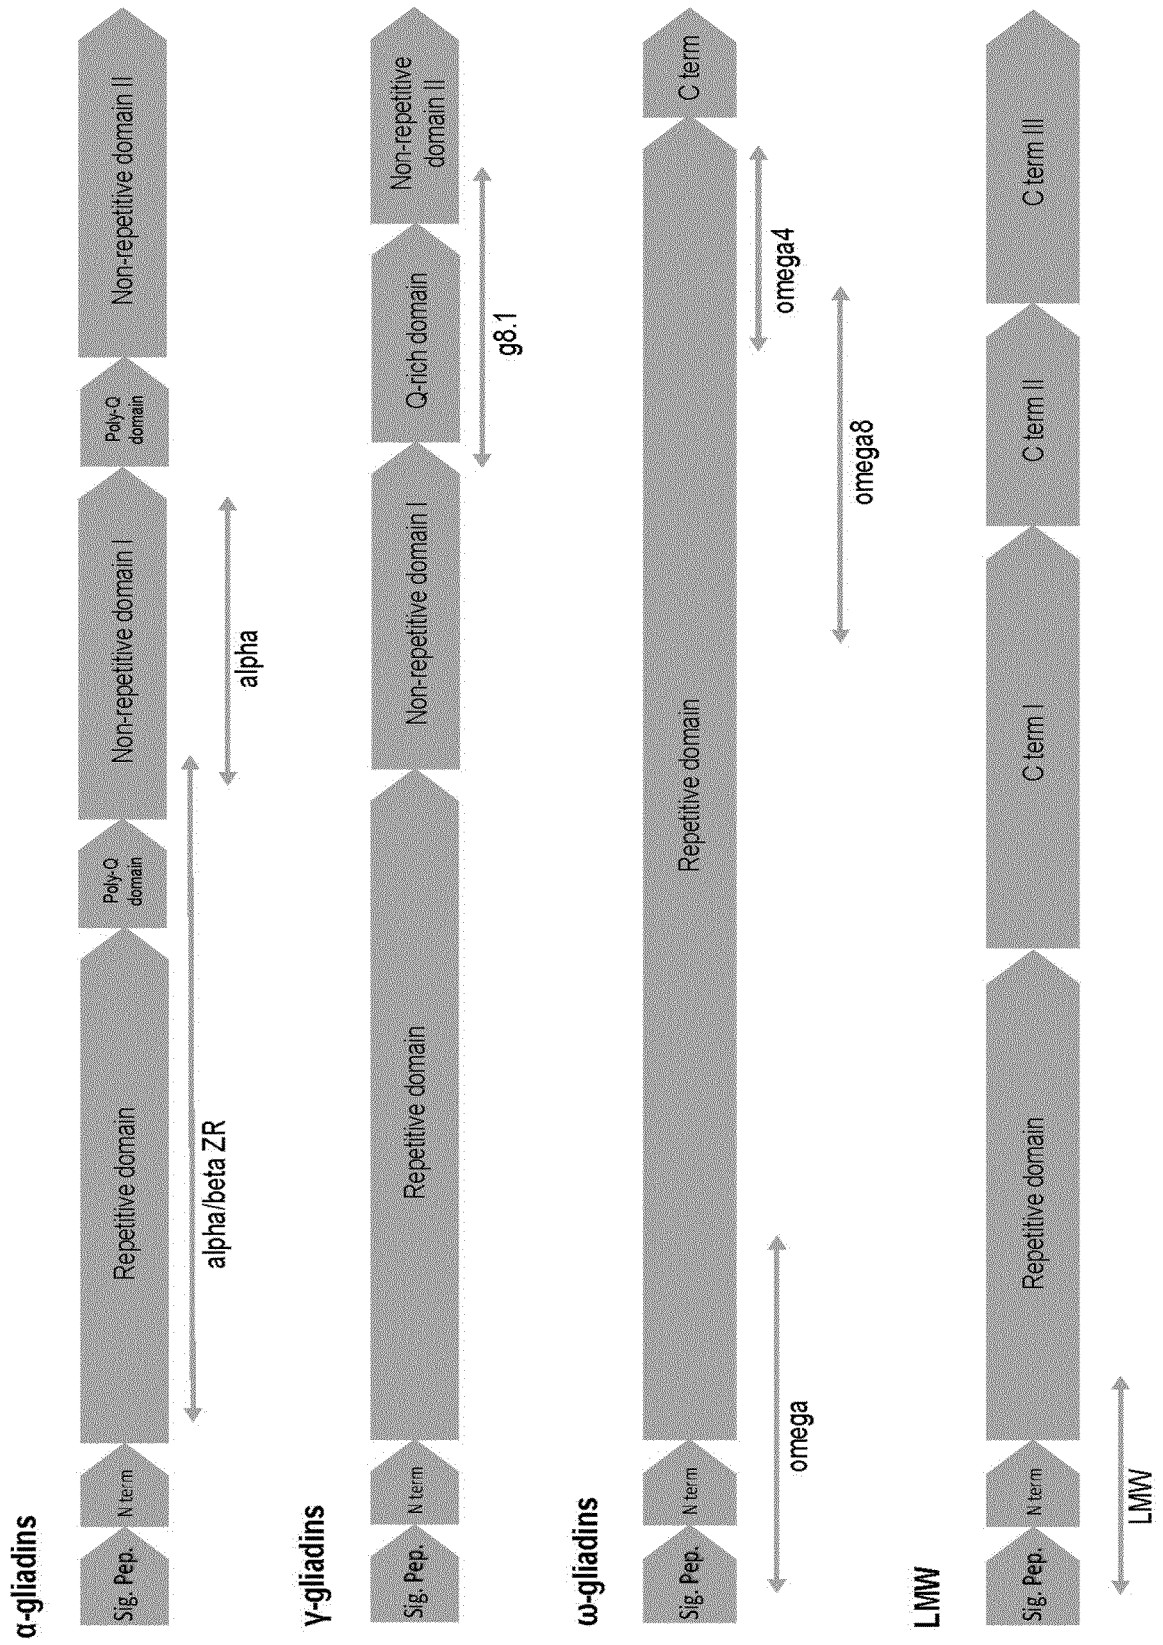 α-gliadins
Sig. Pep.
N term
Repetitive domain
Poly-Q
domain
Non-repetitive domain I
Poly-Q
domain
Non-repetitive domain II
alpha/beta ZR
alpha
γ-gliadins
Sig. Pep.
N term
Repetitive domain
Non-repetitive domain I
Q-rich domain
Non-repetitive
domain II
g8.1
ω-gliadins
Sig. Pep.
N term
Repetitive domain
C term
omega
omega8
omega4
LMW
Sig. Pep.
N term
Repetitive domain
C term I
C term II
C term III
LMW